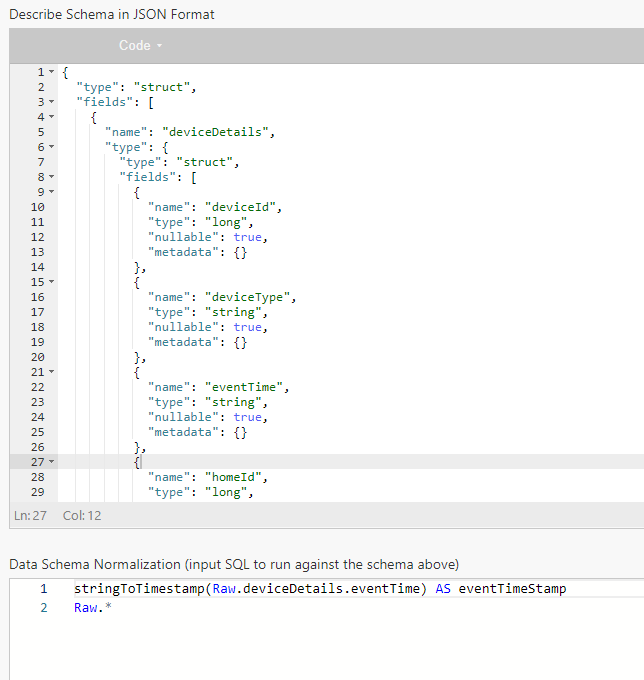 Describe Schema in JSON Format
Code
1 {
2 "type": "struct",
3 "fields": [
4 {
5 "name": "deviceDetails",
6 "type": {
7 "type": "struct",
8 "fields": [
9 {
10 "name": "deviceId",
11 "type": "long",
12 "nullable": true,
13 "metadata": {}
14 },
15 {
16 "name": "deviceType",
17 "type": "string",
18 "nullable": true,
19 "metadata": {}
20 },
21 {
22 "name": "eventTime",
23 "type": "string",
24 "nullable": true,
25 "metadata": {}
26 },
27 {
28 "name": "homeId",
29 "type": "long",
Ln: 27 Col: 12
Data Schema Normalization (input SQL to run against the schema above)
1 stringToTimestamp(Raw.deviceDetails.eventTime) AS eventTimeStamp
2 Raw.*